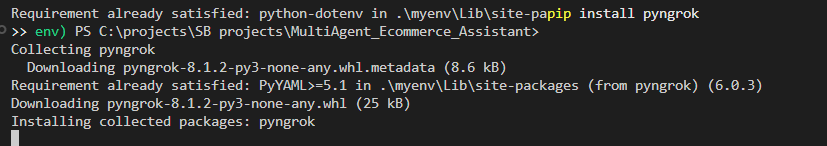 Requirement already satisfied: python-dotenv in .\myenv\Lib\site-papip install pyngrok
>> env) PS C:\projects\SB projects\MultiAgent_Ecommerce_Assistant>
Collecting pyngrok
  Downloading pyngrok-8.1.2-py3-none-any.whl.metadata (8.6 kB)
Requirement already satisfied: PyYAML>=5.1 in .\myenv\Lib\site-packages (from pyngrok) (6.0.3)
Downloading pyngrok-8.1.2-py3-none-any.whl (25 kB)
Installing collected packages: pyngrok